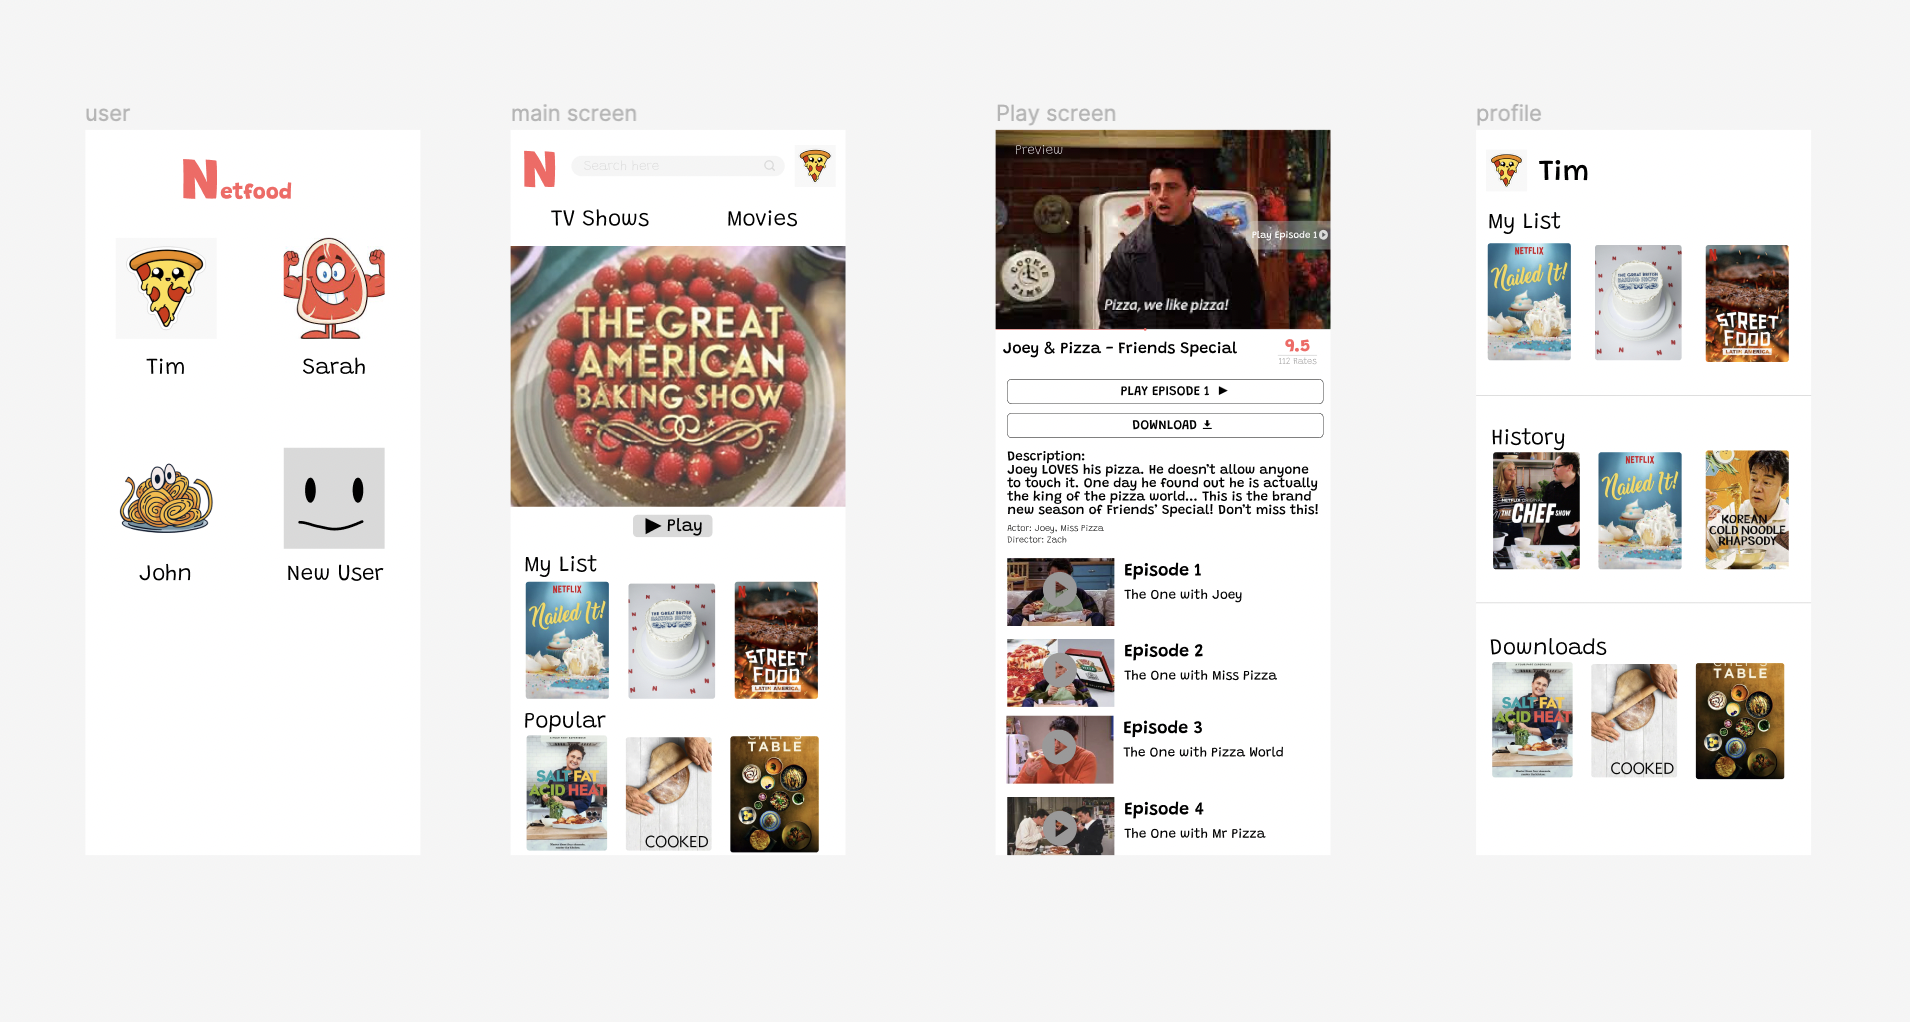 user
Netfood
Tim
Sarah
John
New User
main screen
N
Search here
TV Shows
Movies
THE GREAT
AMERICAN
BAKING SHOW
Play
My List
NETFLIX
Nailed It!
THE GREAT BRITISH
BAKING SHOW
STREET
FOOD
LATIN AMERICA
Popular
SALT FAT
ACID HEAT
COOKED
CHEF'S
TABLE
Play screen
Preview
Play Episode 1
COOKIE
TIME
Pizza, we like pizza!
Joey & Pizza - Friends Special
9.5
112 Rates
PLAY EPISODE 1
DOWNLOAD
Description:
Joey LOVES his pizza. He doesn't allow anyone
to touch it. One day he found out he is actually
the king of the pizza world... This is the brand
new season of Friends' Special! Don't miss this!
Actor: Joey, Miss Pizza
Director: Zach
Episode 1
The One with Joey
Episode 2
The One with Miss Pizza
Episode 3
The One with Pizza World
Episode 4
The One with Mr Pizza
profile
Tim
My List
NETFLIX
Nailed It!
THE GREAT BRITISH
BAKING SHOW
STREET
FOOD
LATIN AMERICA
History
NETFLIX ORIGINAL
THE CHEF SHOW
NETFLIX
Nailed It!
KOREAN
COLD NOODLE
RHAPSODY
Downloads
SALT FAT
ACID HEAT
COOKED
CHEF'S
TABLE